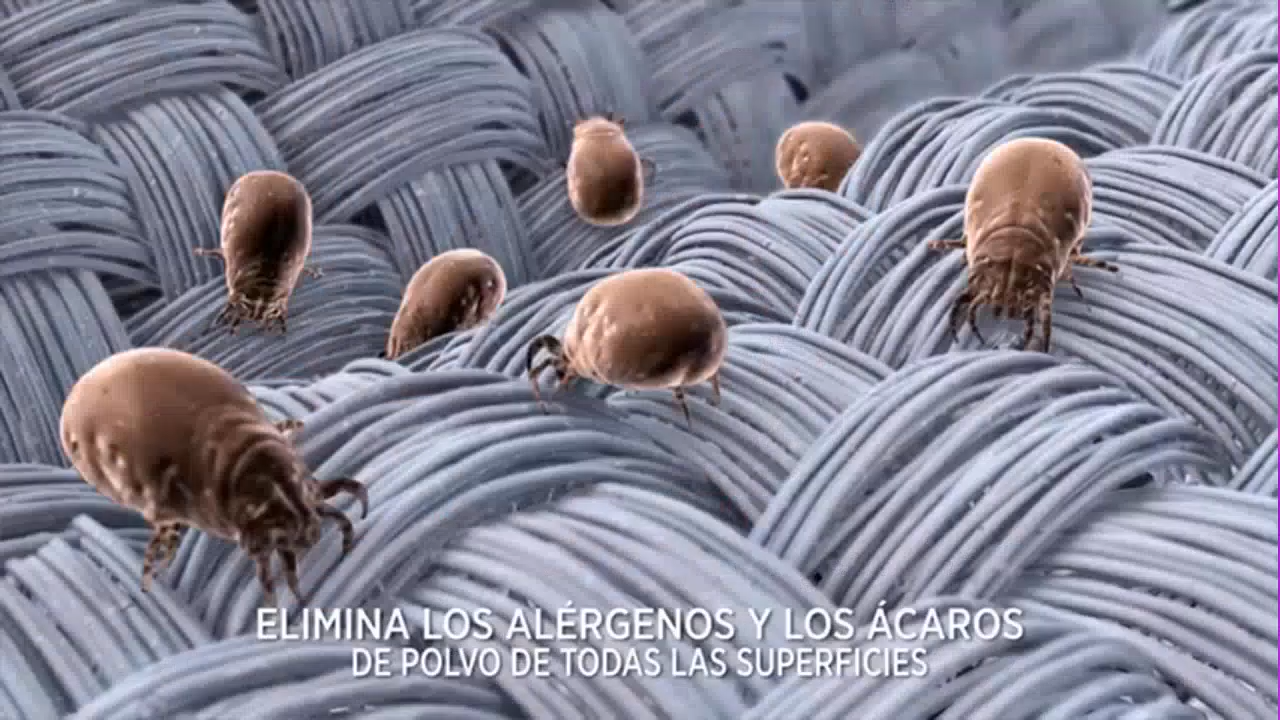 ELIMINA LOS ALÉRGENOS Y LOS ÁCAROS
DE POLVO DE TODAS LAS SUPERFICIES